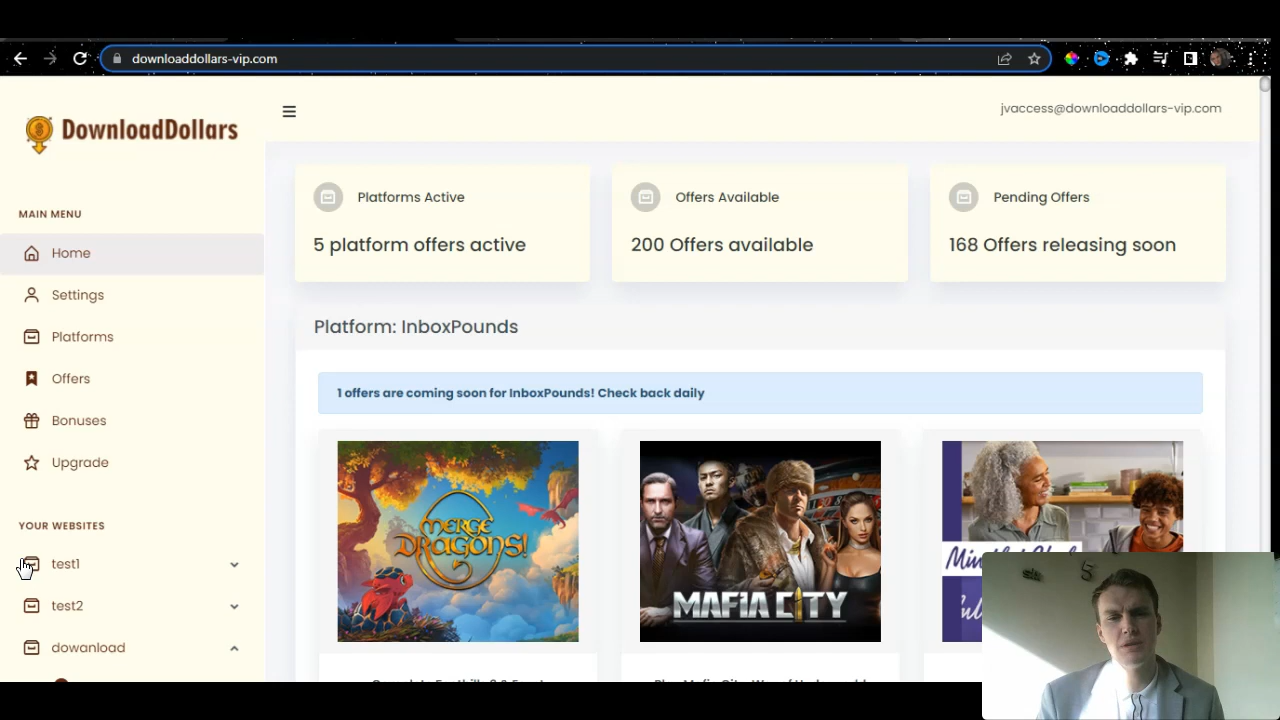 downloaddollars-vip.com
DownloadDollars
jvaccess@downloaddollars-vip.com
MAIN MENU
Home
Settings
Platforms
Offers
Bonuses
Upgrade
YOUR WEBSITES
test1
test2
dowanload
Platforms Active
5 platform offers active
Offers Available
200 Offers available
Pending Offers
168 Offers releasing soon
Platform: InboxPounds
1 offers are coming soon for InboxPounds! Check back daily
MERGE
DRAGONS!
MAFIA CITY